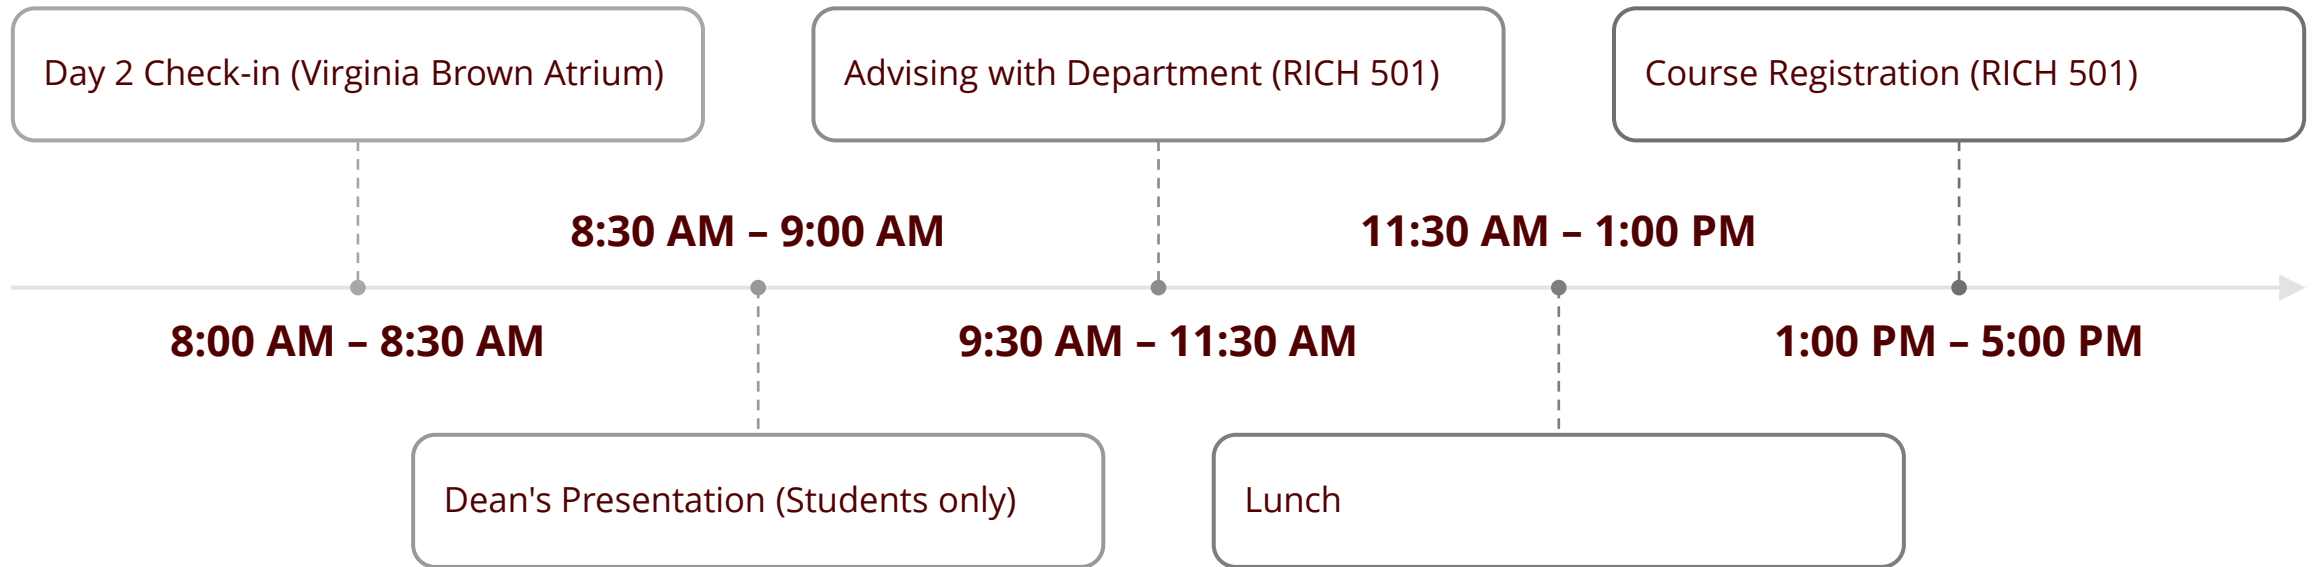 Day 2 Check-in (Virginia Brown Atrium)
8:00 AM – 8:30 AM
8:30 AM – 9:00 AM
Dean's Presentation (Students only)
Advising with Department (RICH 501)
9:30 AM – 11:30 AM
11:30 AM – 1:00 PM
Lunch
Course Registration (RICH 501)
1:00 PM – 5:00 PM